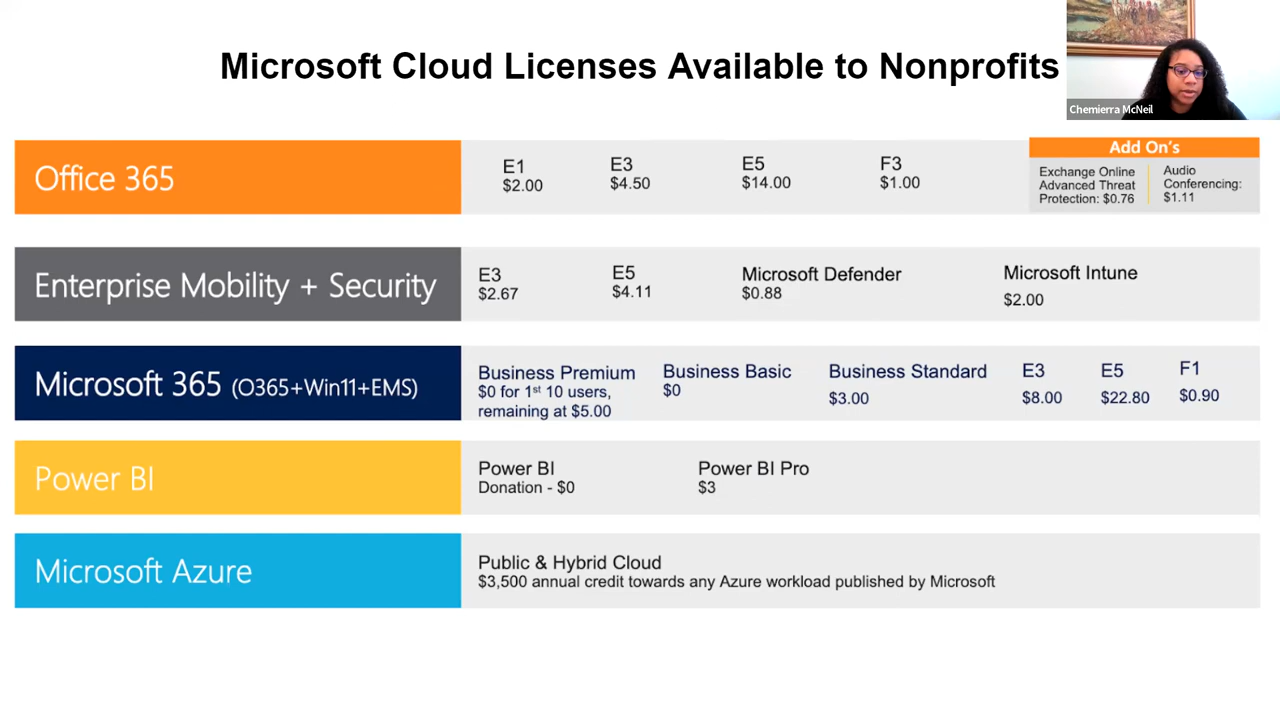 Microsoft Cloud Licenses Available to Nonprofits
Chemierra McNeil
Office 365
E1
$2.00
E3
$4.50
E5
$14.00
F3
$1.00
Add On's
Exchange Online
Advanced Threat
Protection: $0.76
Audio
Conferencing:
$1.11
Enterprise Mobility + Security
E3
$2.67
E5
$4.11
Microsoft Defender
$0.88
Microsoft Intune
$2.00
Microsoft 365 (O365+Win11+EMS)
Business Premium
$0 for 1st 10 users,
remaining at $5.00
Business Basic
$0
Business Standard
$3.00
E3
$8.00
E5
$22.80
F1
$0.90
Power BI
Power BI
Donation - $0
Power BI Pro
$3
Microsoft Azure
Public & Hybrid Cloud
$3,500 annual credit towards any Azure workload published by Microsoft